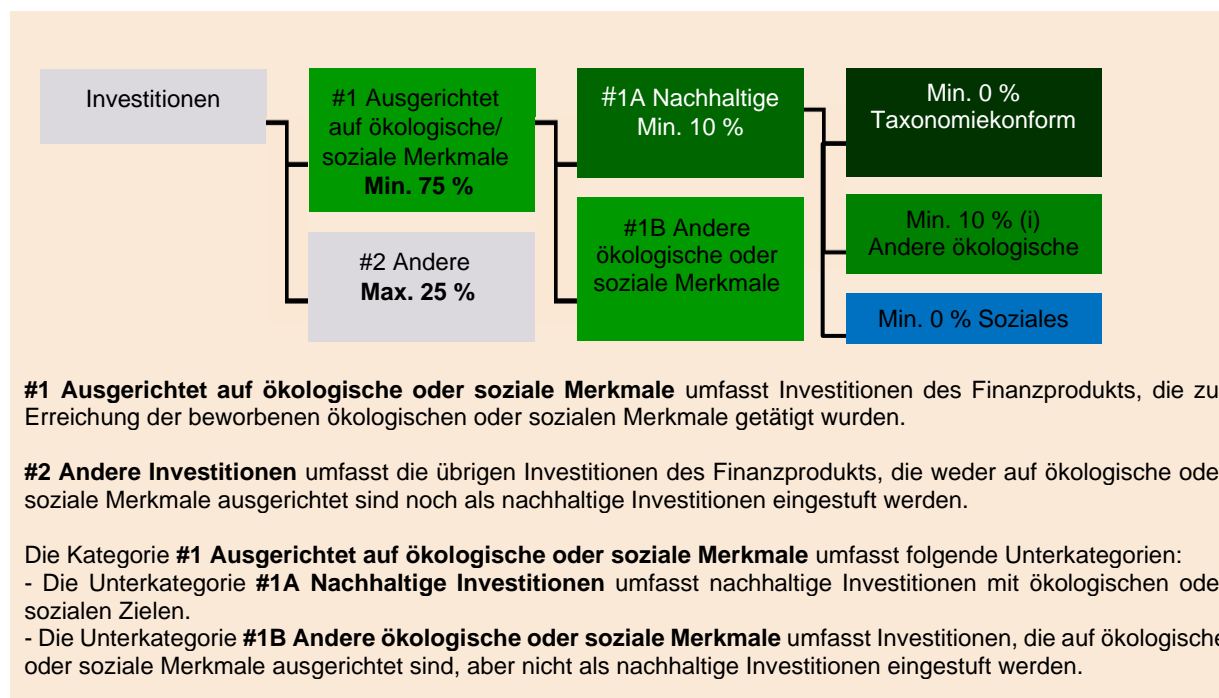 Investitionen
#1 Ausgerichtet
auf ökologische/
soziale Merkmale
Min. 75 %
#2 Andere
Max. 25 %
#1A Nachhaltige
Min. 10 %
#1B Andere
ökologische oder
soziale Merkmale
Min. 0 %
Taxonomiekonform
Min. 10 % (i)
Andere ökologische
Min. 0 % Soziales
#1 Ausgerichtet auf ökologische oder soziale Merkmale umfasst Investitionen des Finanzprodukts, die zu
Erreichung der beworbenen ökologischen oder sozialen Merkmale getätigt wurden.
#2 Andere Investitionen umfasst die übrigen Investitionen des Finanzprodukts, die weder auf ökologische ode
soziale Merkmale ausgerichtet sind noch als nachhaltige Investitionen eingestuft werden.
Die Kategorie #1 Ausgerichtet auf ökologische oder soziale Merkmale umfasst folgende Unterkategorien:
- Die Unterkategorie #1A Nachhaltige Investitionen umfasst nachhaltige Investitionen mit ökologischen ode
sozialen Zielen.
- Die Unterkategorie #1B Andere ökologische oder soziale Merkmale umfasst Investitionen, die auf ökologische
oder soziale Merkmale ausgerichtet sind, aber nicht als nachhaltige Investitionen eingestuft werden.